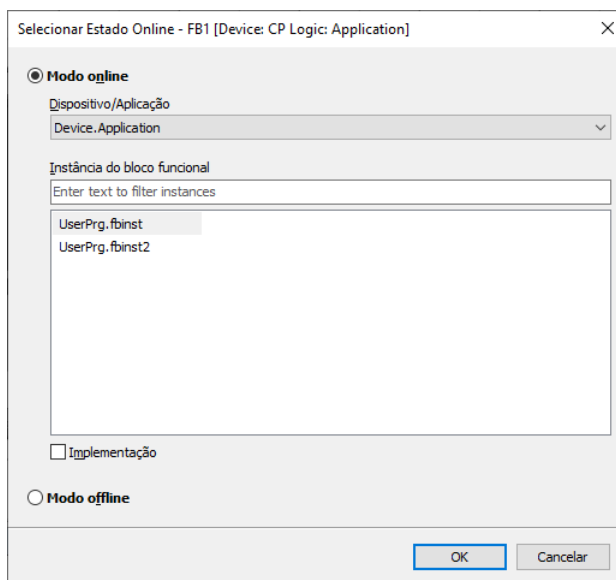 Selecionar Estado Online - FB1 [Device: CP Logic: Application]
Modo online
Dispositivo/Aplicação
Device.Application
Instância do bloco funcional
Enter text to filter instances
UserPrg.fbinst
UserPrg.fbinst2
Implementação
Modo offline
OK Cancelar